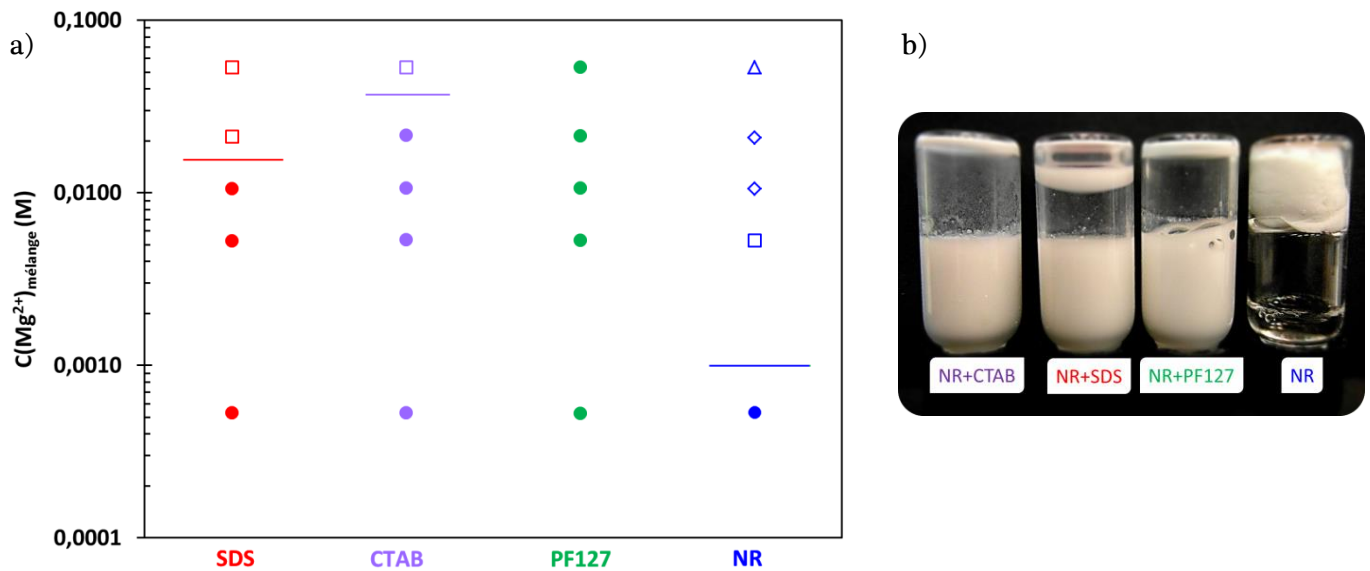 a)
0,1000
0,0100
0,0010
0,0001
C(Mg²⁺)mélange (M)
SDS CTAB PF127 NR
b)
NR+CTAB NR+SDS NR+PF127 NR